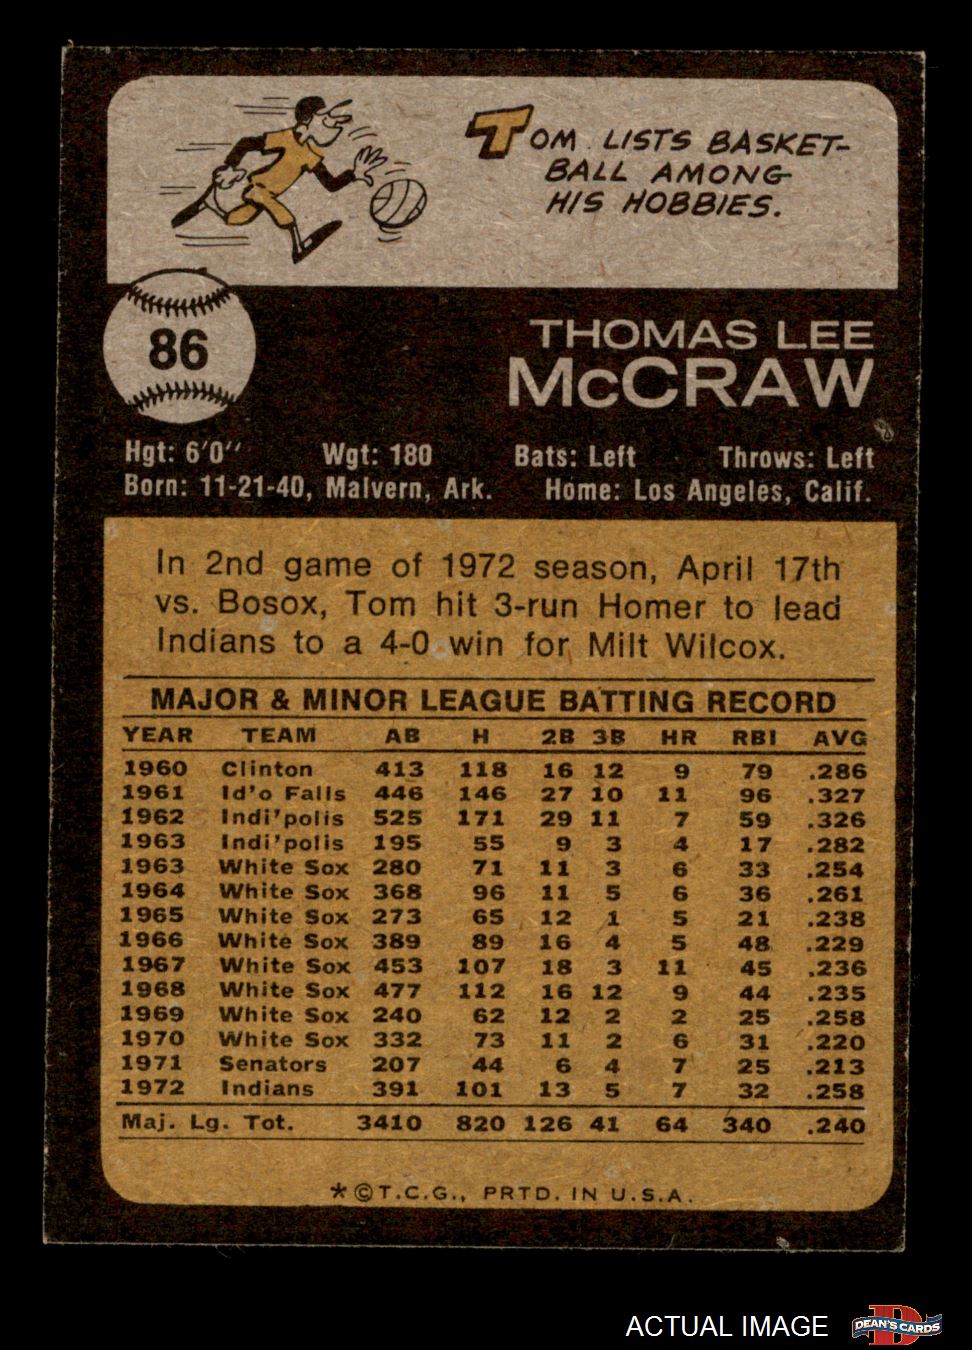 TOM LISTS BASKET-
BALL AMONG
HIS HOBBIES.
86
THOMAS LEE
McCRAW
Hgt: 6'0" Wgt: 180 Bats: Left Throws: Left
Born: 11-21-40, Malvern, Ark. Home: Los Angeles, Calif.
In 2nd game of 1972 season, April 17th
vs. Bosox, Tom hit 3-run Homer to lead
Indians to a 4-0 win for Milt Wilcox.
MAJOR & MINOR LEAGUE BATTING RECORD
YEAR TEAM AB H 2B 3B HR RBI AVG
1960 Clinton 413 118 16 12 9 79 .286
1961 Id'o Falls 446 146 27 10 11 96 .327
1962 Indi'polis 525 171 29 11 7 59 .326
1963 Indi'polis 195 55 9 3 4 17 .282
1963 White Sox 280 71 11 3 6 33 .254
1964 White Sox 368 96 11 5 6 36 .261
1965 White Sox 273 65 12 1 5 21 .238
1966 White Sox 389 89 16 4 5 48 .229
1967 White Sox 453 107 18 3 11 45 .236
1968 White Sox 477 112 16 12 9 44 .235
1969 White Sox 240 62 12 2 2 25 .258
1970 White Sox 332 73 11 2 6 31 .220
1971 Senators 207 44 6 4 7 25 .213
1972 Indians 391 101 13 5 7 32 .258
Maj. Lg. Tot. 3410 820 126 41 64 340 .240
*©T.C.G., PRTD. IN U.S.A.
ACTUAL IMAGE
D
DEAN'S CARDS